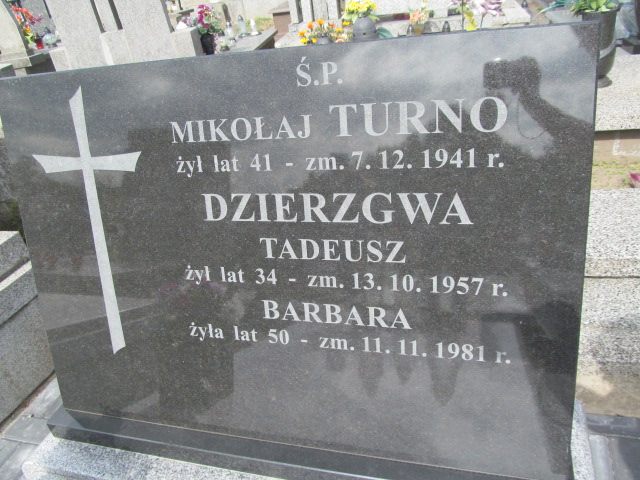 Ś.P.
MIKOŁAJ TURNO
żył lat 41 - zm. 7. 12. 1941 r.
DZIERZGWA
TADEUSZ
żył lat 34 - zm. 13. 10. 1957 r.
BARBARA
żyła lat 50 - zm. 11. 11. 1981 r.